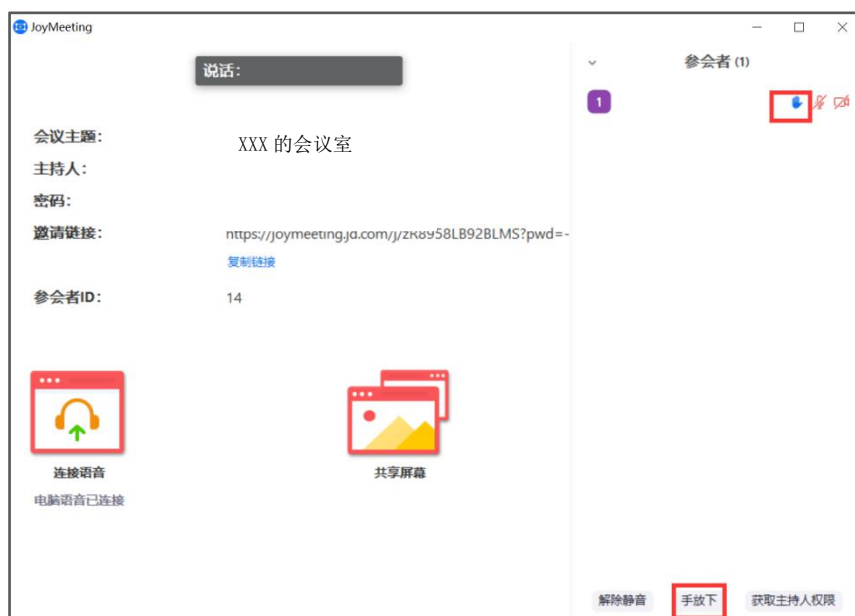 JoyMeeting
说话：
会议主题：
XXX 的会议室
主持人：
密码：
邀请链接：
https://joymeeting.jd.com/j/zR8958LB92BLMS?pwd=-
复制链接
参会者ID：
14
连接语音
电脑语音已连接
共享屏幕
参会者 (1)
1
解除静音
手放下
获取主持人权限